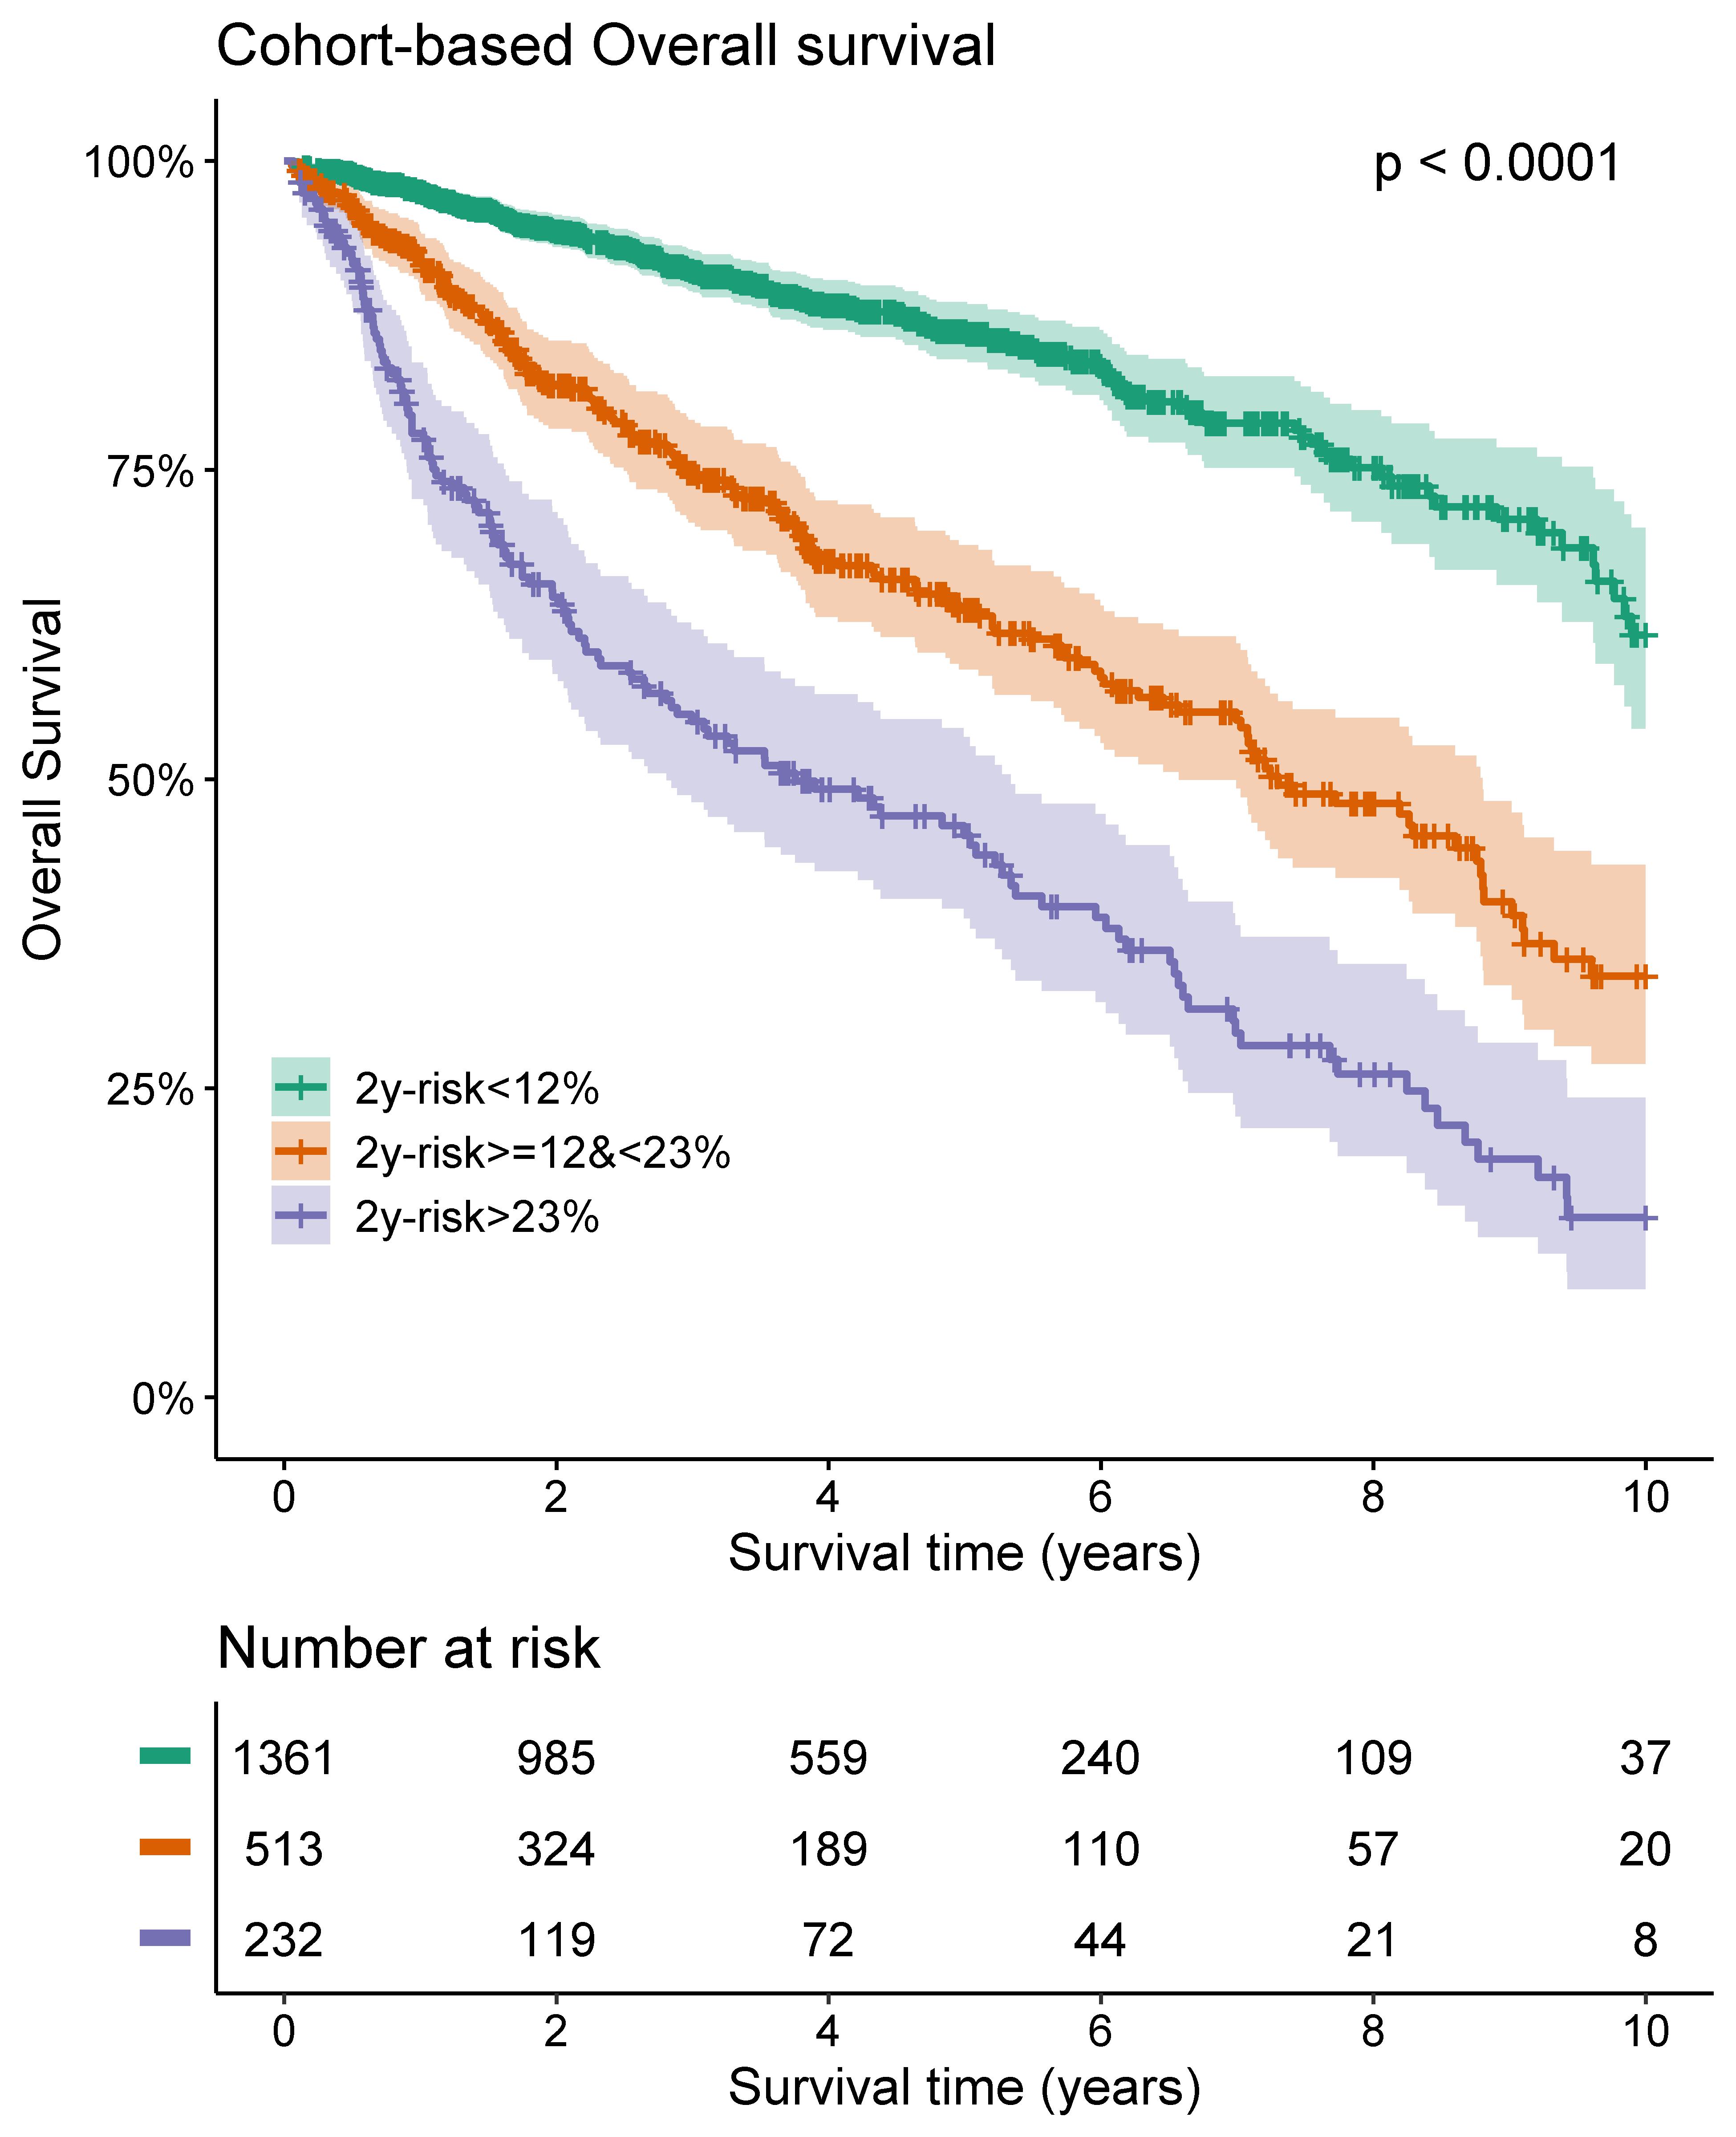 Cohort-based Overall survival
p < 0.0001
100%
75%
50%
25%
0%
Overall Survival
2y-risk<12%
2y-risk>=12&<23%
2y-risk>23%
0 2 4 6 8 10
Survival time (years)
Number at risk
1361 985 559 240 109 37
513 324 189 110 57 20
232 119 72 44 21 8
0 2 4 6 8 10
Survival time (years)